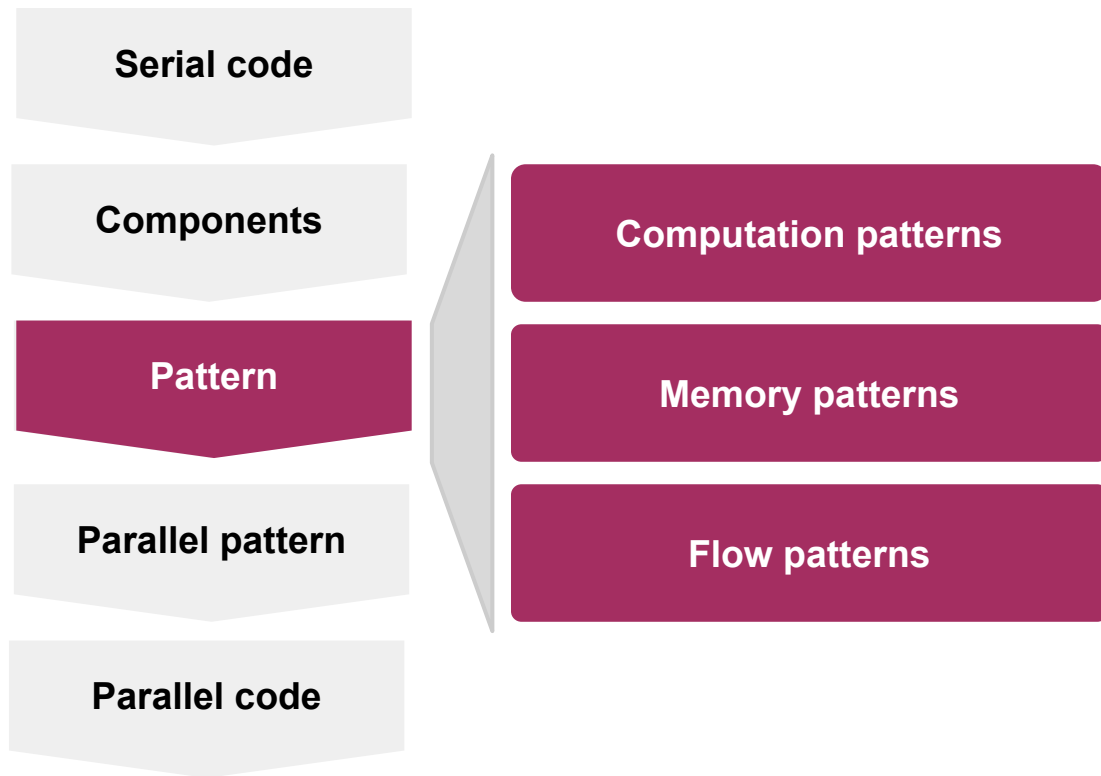 Serial code
Components
Pattern
Parallel pattern
Parallel code
Computation patterns
Memory patterns
Flow patterns